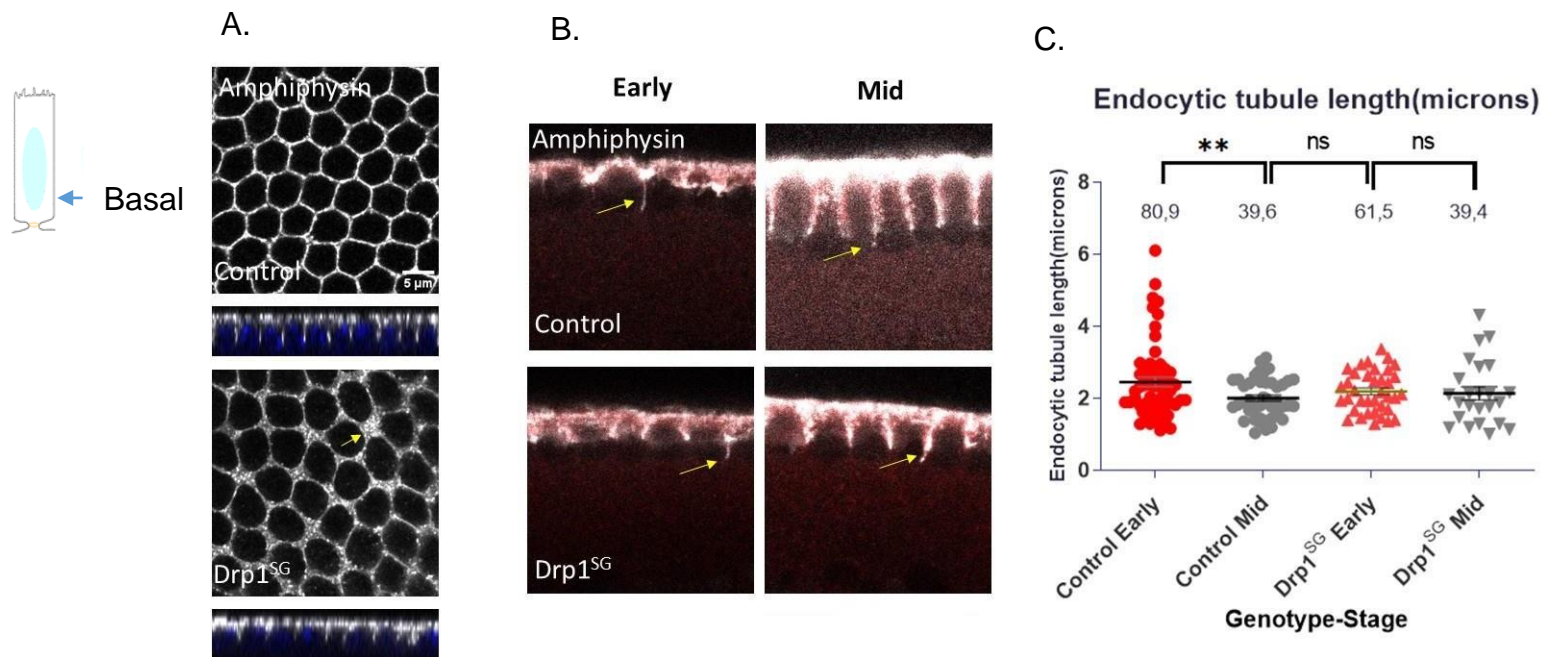 Basal
A.
Amphiphysin
Control
5 µm
Drp1SG
B.
Early
Mid
Amphiphysin
Control
Drp1SG
C.
Endocytic tubule length(microns)
** ns ns
80,9 39,6 61,5 39,4
Endocytic tubule length(microns)
8
6
4
2
0
Control Early
Control Mid
Drp1SG Early
Drp1SG Mid
Genotype-Stage